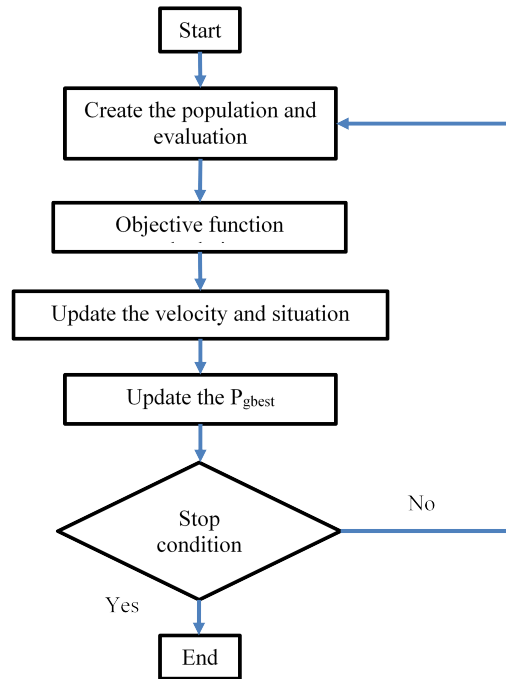 Start
Create the population and
evaluation
Objective function
Update the velocity and situation
Update the Pgbest
Stop
condition
No
Yes
End